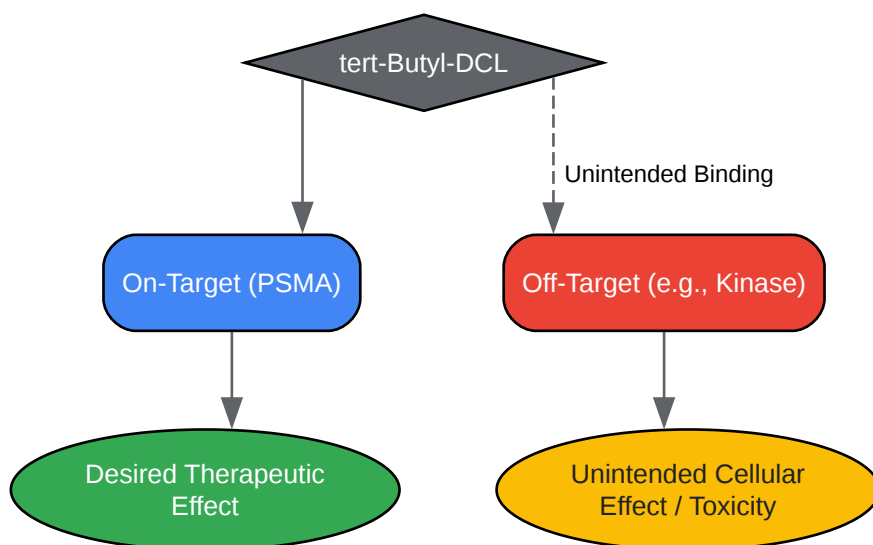 tert-Butyl-DCL
Unintended Binding
On-Target (PSMA)
Off-Target (e.g., Kinase)
Desired Therapeutic
Effect
Unintended Cellular
Effect / Toxicity